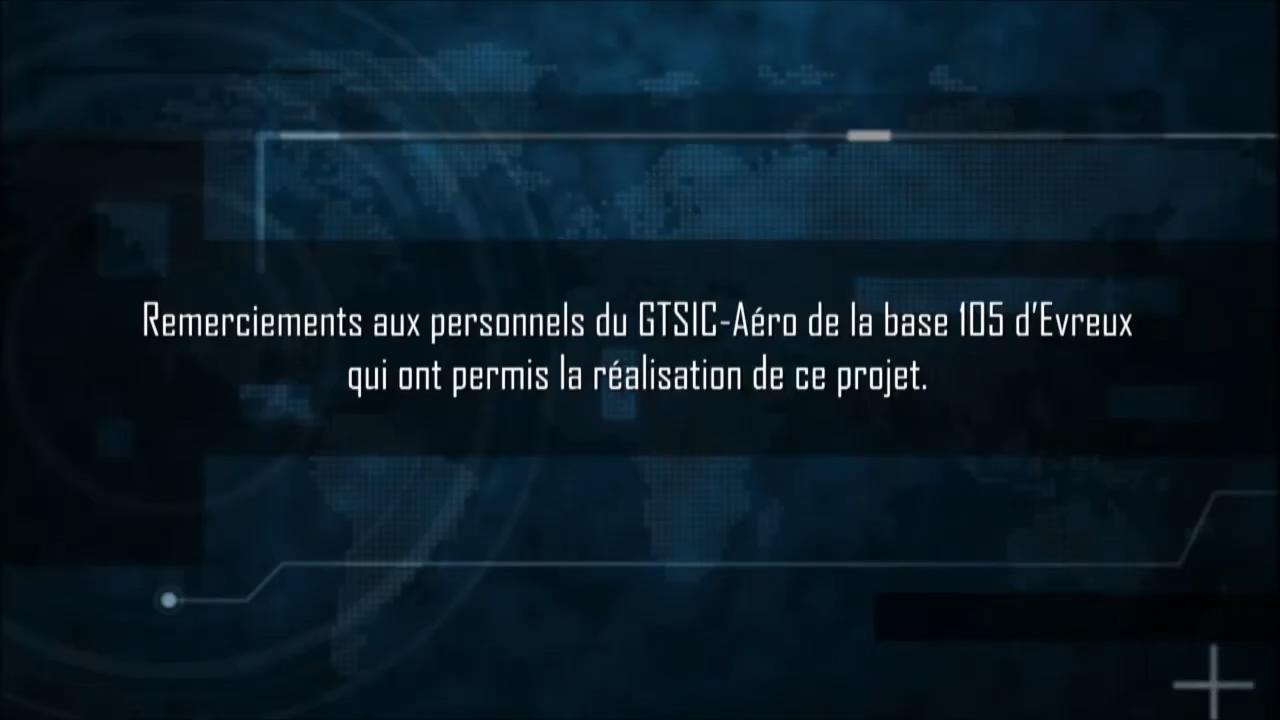 Remerciements aux personnels du GTSIC-Aéro de la base 105 d'Evreux
qui ont permis la réalisation de ce projet.